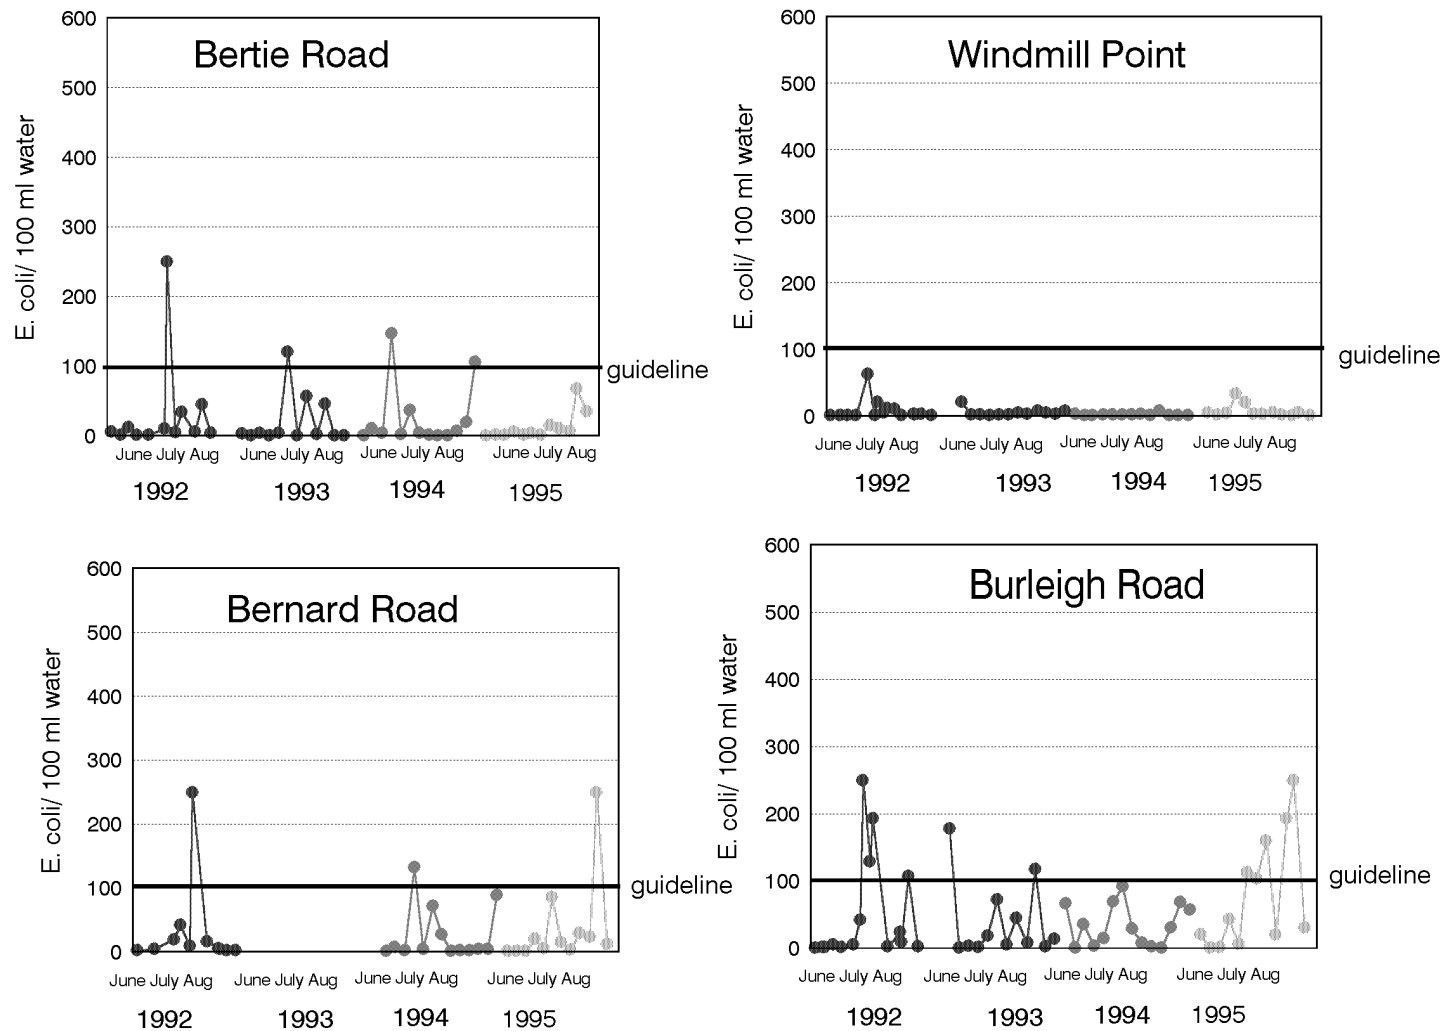 Bertie Road
E. coli/ 100 ml water
600
500
400
300
200
100
0
guideline
June July Aug June July Aug June July Aug June July Aug
1992 1993 1994 1995
Windmill Point
E. coli/ 100 ml water
600
500
400
300
200
100
0
guideline
June July Aug June July Aug June July Aug June July Aug
1992 1993 1994 1995
Bernard Road
E. coli/ 100 ml water
600
500
400
300
200
100
0
guideline
June July Aug June July Aug June July Aug June July Aug
1992 1993 1994 1995
Burleigh Road
E. coli/ 100 ml water
600
500
400
300
200
100
0
guideline
June July Aug June July Aug June July Aug June July Aug
1992 1993 1994 1995